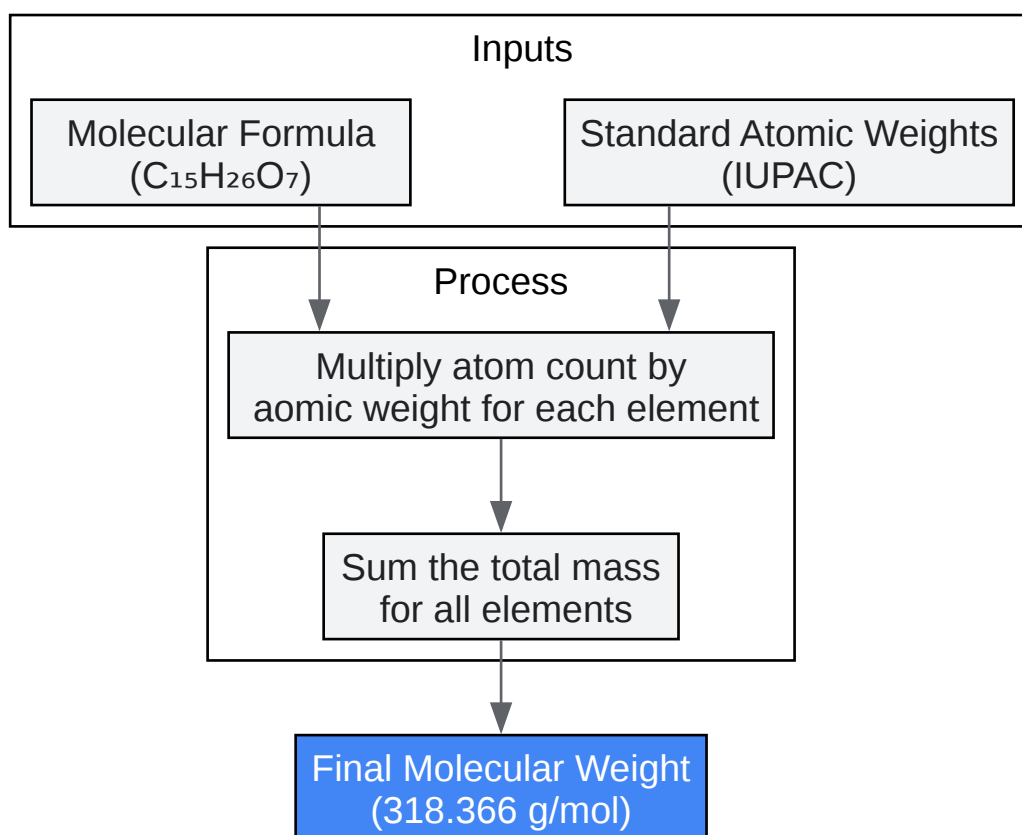 Inputs
Molecular Formula
(C₁₅H₂₆O₇)
Standard Atomic Weights
(IUPAC)
Process
Multiply atom count by
aomic weight for each element
Sum the total mass
for all elements
Final Molecular Weight
(318.366 g/mol)